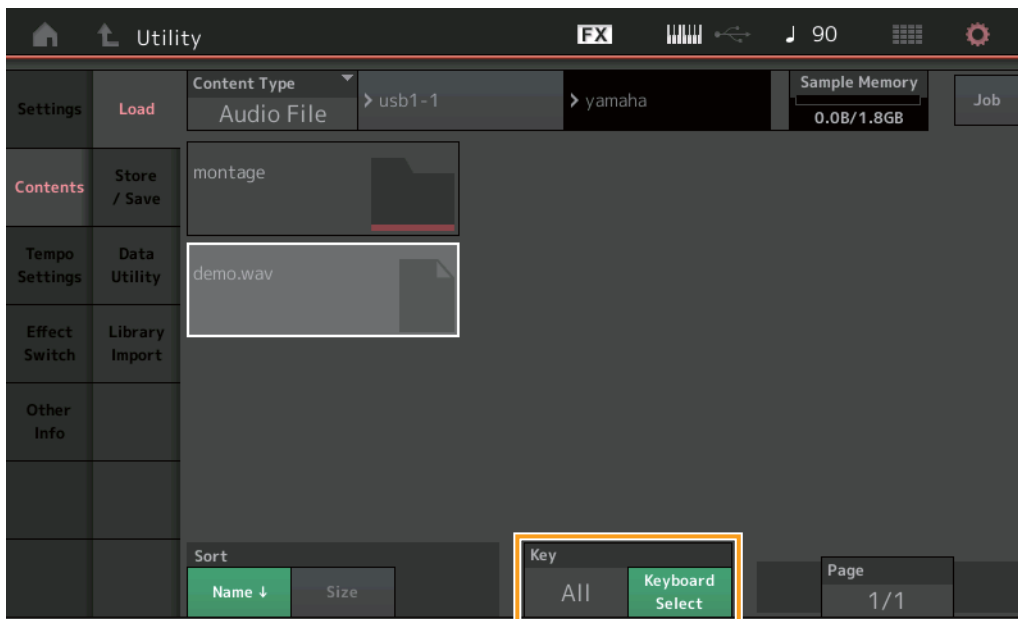 Utility
FX
♩ 90
Settings
Load
Content Type
Audio File
> usb1-1
> yamaha
Sample Memory
0.0B/1.8GB
Job
Contents
Store
/ Save
montage
Tempo
Settings
Data
Utility
demo.wav
Effect
Switch
Library
Import
Other
Info
Sort
Name ↓
Size
Key
All
Keyboard
Select
Page
1/1